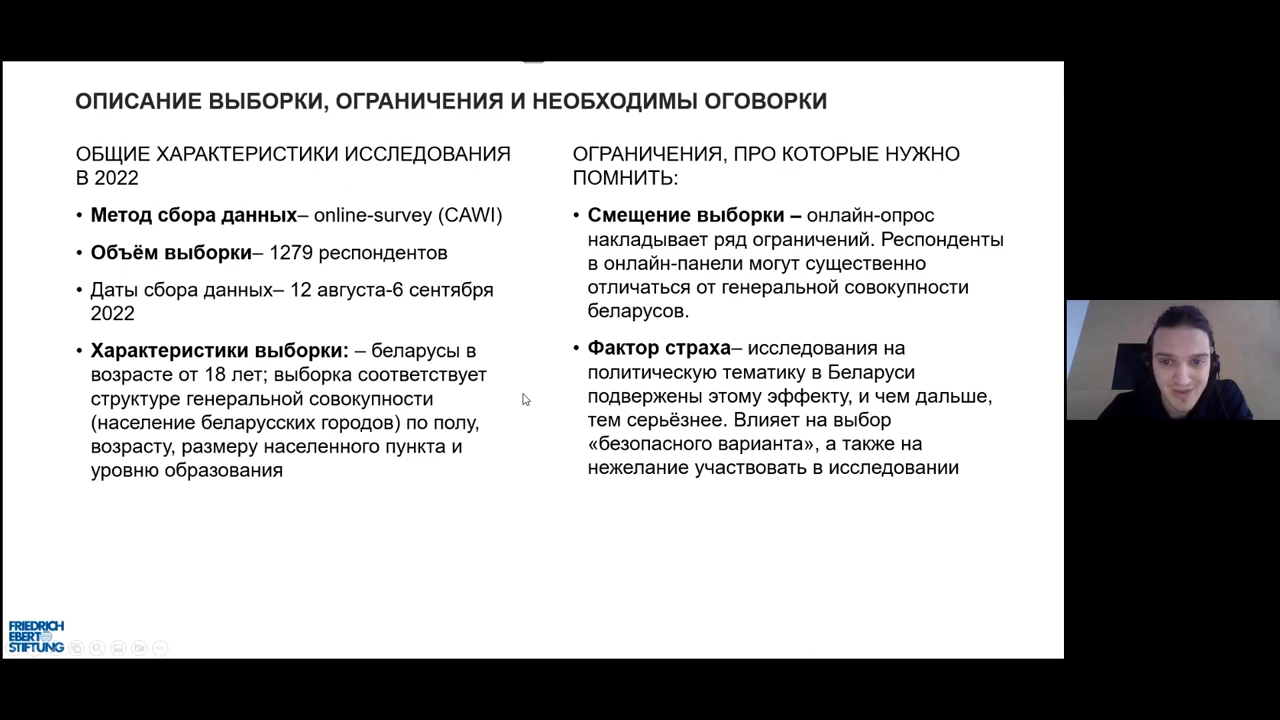 ОПИСАНИЕ ВЫБОРКИ, ОГРАНИЧЕНИЯ И НЕОБХОДИМЫ ОГОВОРКИ
ОБЩИЕ ХАРАКТЕРИСТИКИ ИССЛЕДОВАНИЯ
В 2022
• Метод сбора данных– online-survey (CAWI)
• Объём выборки– 1279 респондентов
• Даты сбора данных– 12 августа-6 сентября
2022
• Характеристики выборки: – беларусы в
возрасте от 18 лет; выборка соответствует
структуре генеральной совокупности
(население беларусских городов) по полу,
возрасту, размеру населенного пункта и
уровню образования
ОГРАНИЧЕНИЯ, ПРО КОТОРЫЕ НУЖНО
ПОМНИТЬ:
• Смещение выборки – онлайн-опрос
накладывает ряд ограничений. Респонденты
в онлайн-панели могут существенно
отличаться от генеральной совокупности
беларусов.
• Фактор страха– исследования на
политическую тематику в Беларуси
подвержены этому эффекту, и чем дальше,
тем серьёзнее. Влияет на выбор
«безопасного варианта», а также на
нежелание участвовать в исследовании
FRIEDRICH
EBERT
STIFTUNG